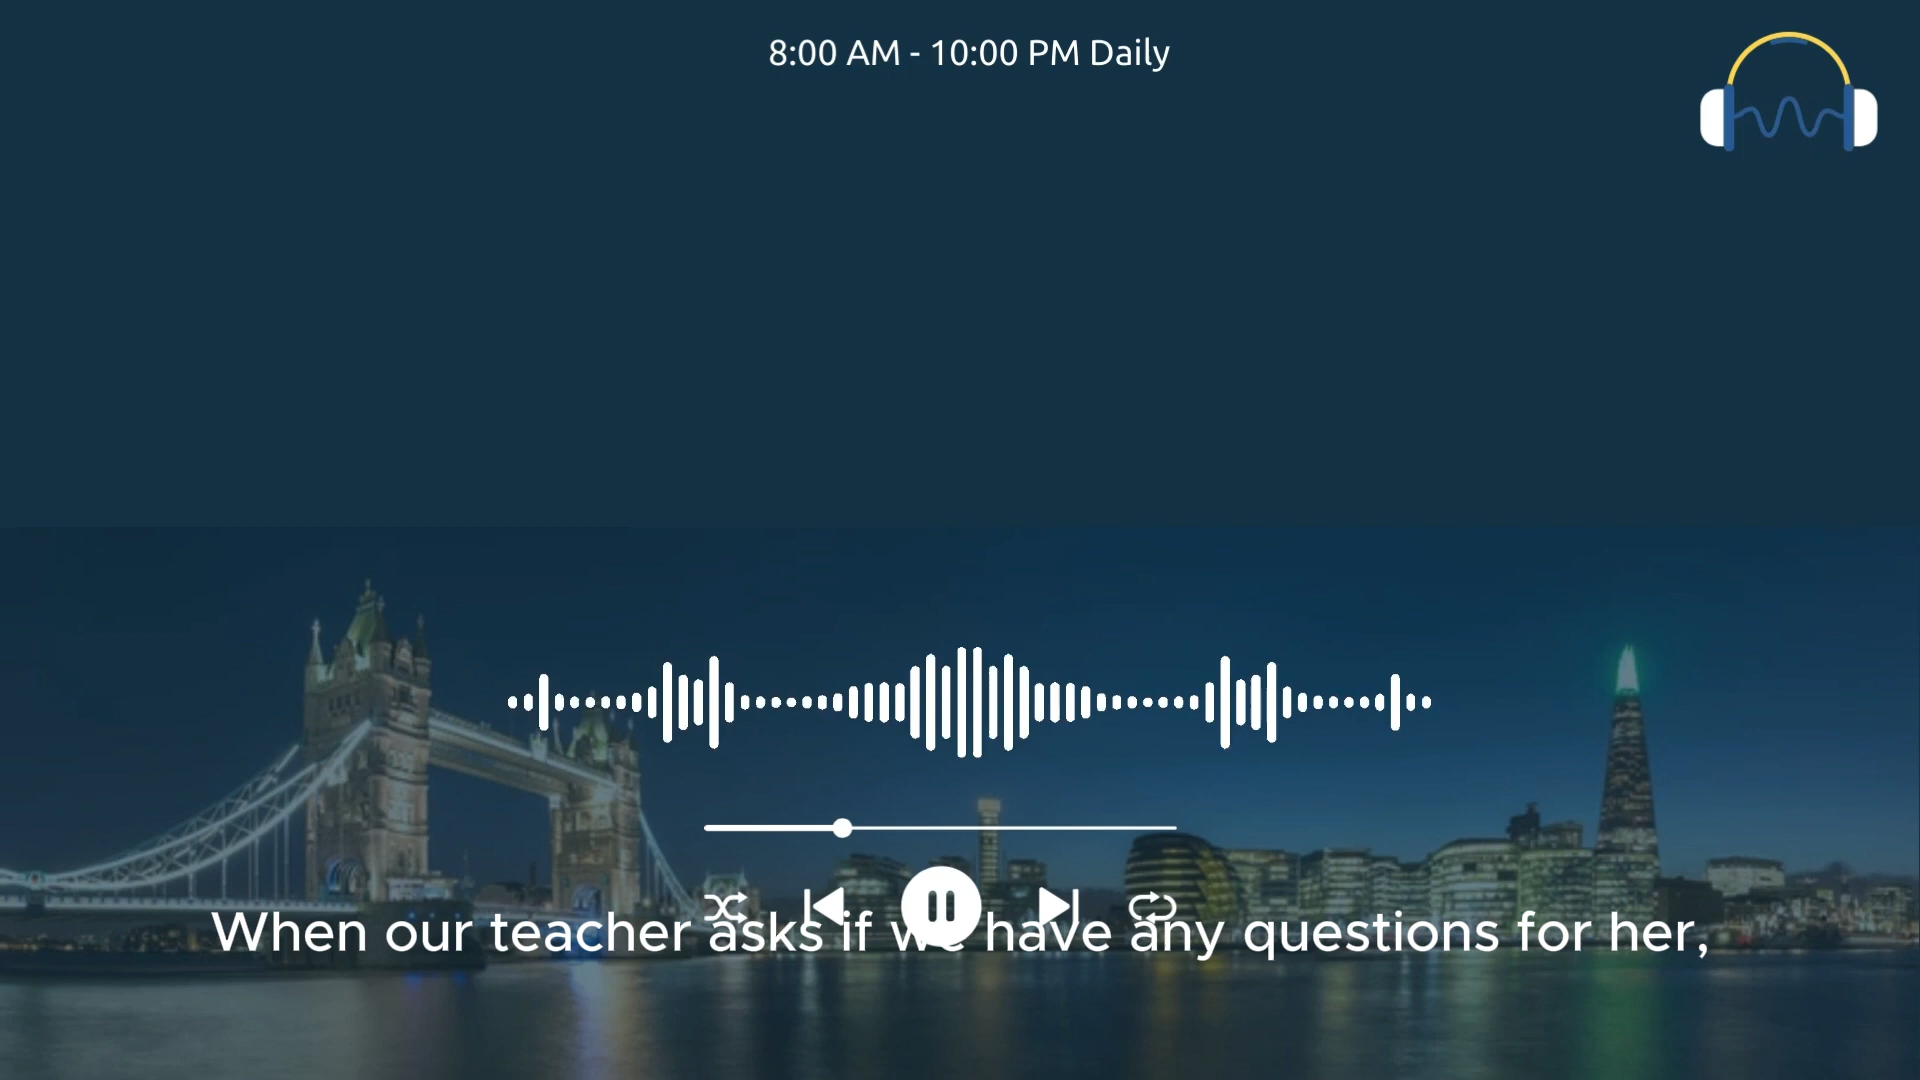 8:00 AM - 10:00 PM Daily
When our teacher asks if we have any questions for her,